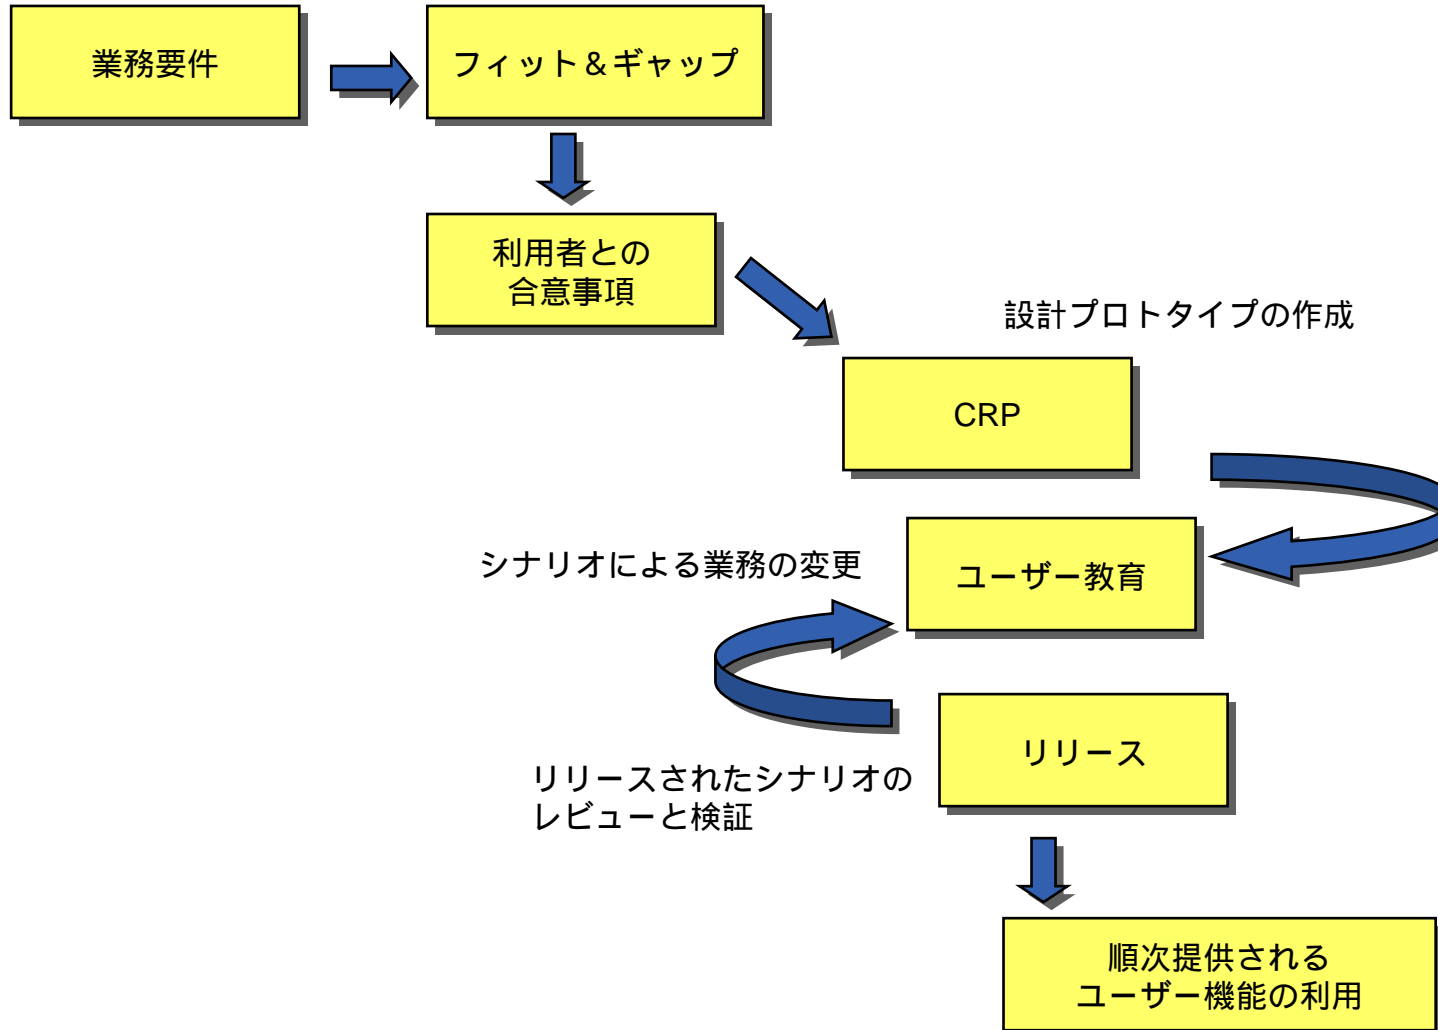 業務要件
フィット＆ギャップ
利用者との
合意事項
設計プロトタイプの作成
CRP
シナリオによる業務の変更
ユーザー教育
リリース
リリースされたシナリオの
レビューと検証
順次提供される
ユーザー機能の利用